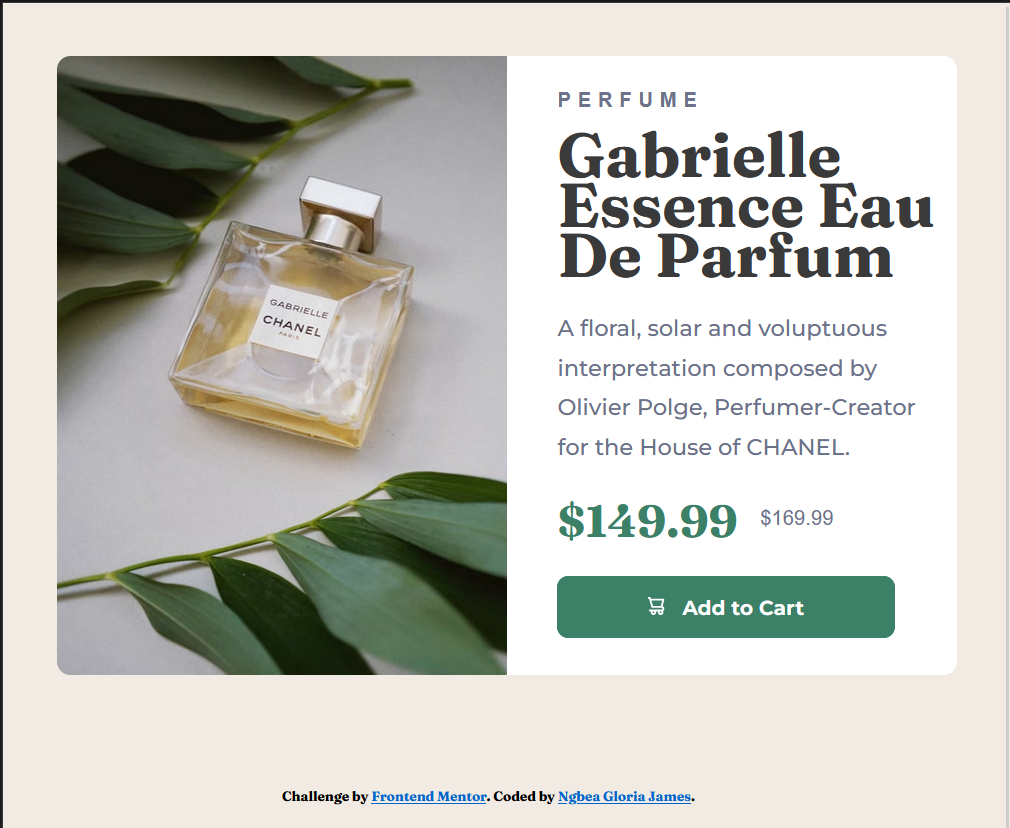 PERFUME
Gabrielle
Essence Eau
De Parfum
A floral, solar and voluptuous
interpretation composed by
Olivier Polge, Perfumer-Creator
for the House of CHANEL.
$149.99 $169.99
Add to Cart
GABRIELLE
CHANEL
PARIS
Challenge by Frontend Mentor. Coded by Ngbea Gloria James.